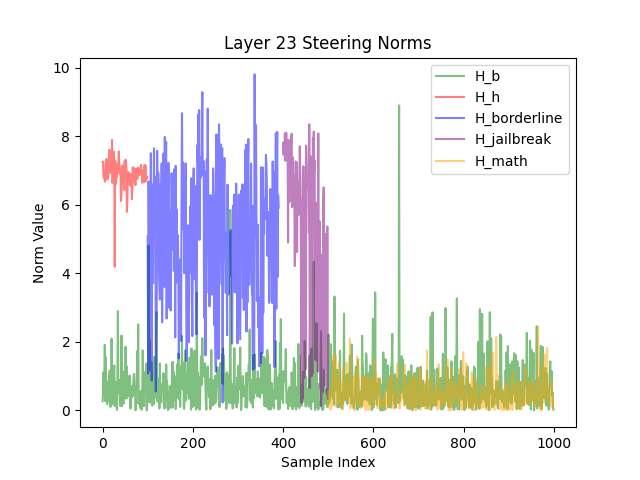 Layer 23 Steering Norms
10
8
6
4
2
0
Norm Value
H_b
H_h
H_borderline
H_jailbreak
H_math
0 200 400 600 800 1000
Sample Index